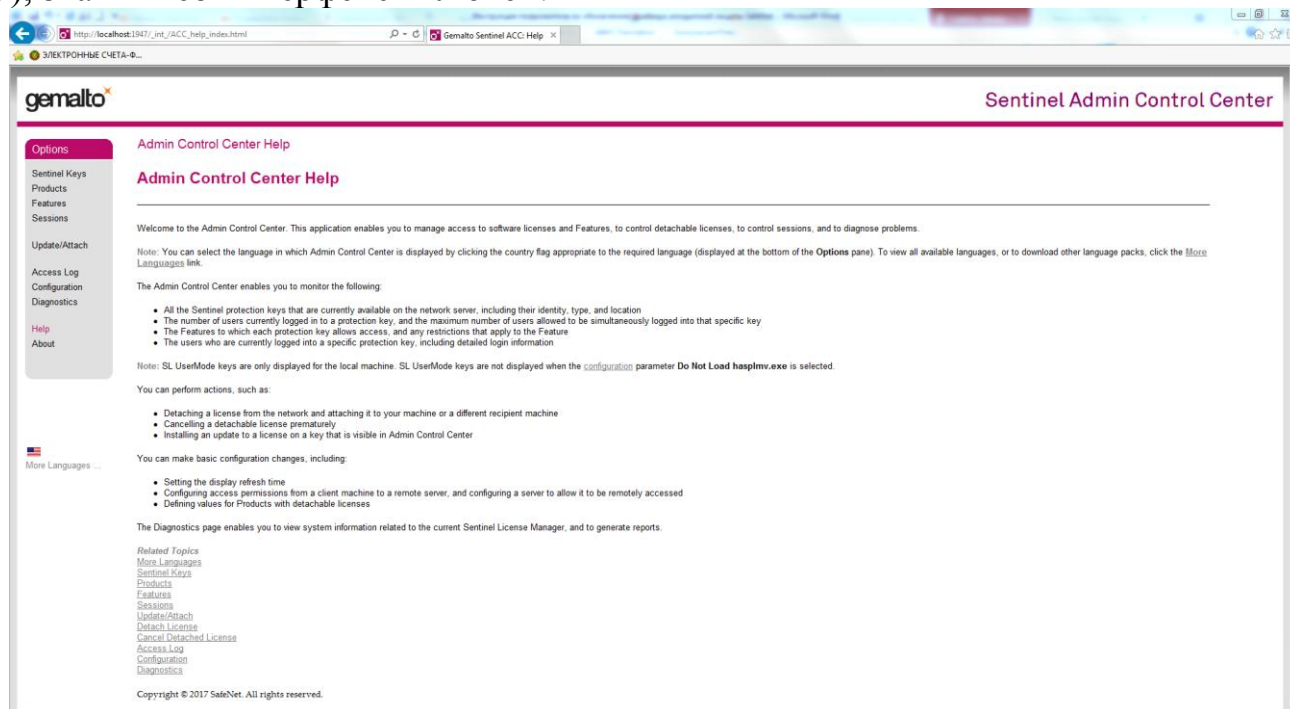 http://localhost:1947/_int_/ACC_help_index.html
Gemalto Sentinel ACC: Help
ЭЛЕКТРОННЫЕ СЧЕТА-Ф...
gemalto
Sentinel Admin Control Center
Options
Sentinel Keys
Products
Features
Sessions
Update/Attach
Access Log
Configuration
Diagnostics
Help
About
More Languages ...
Admin Control Center Help
Admin Control Center Help
Welcome to the Admin Control Center. This application enables you to manage access to software licenses and Features, to control detachable licenses, to control sessions, and to diagnose problems.
Note: You can select the language in which Admin Control Center is displayed by clicking the country flag appropriate to the required language (displayed at the bottom of the Options pane). To view all available languages, or to download other language packs, click the More
Languages link.
The Admin Control Center enables you to monitor the following:
• All the Sentinel protection keys that are currently available on the network server, including their identity, type, and location
• The number of users currently logged in to a protection key, and the maximum number of users allowed to be simultaneously logged into that specific key
• The Features to which each protection key allows access, and any restrictions that apply to the Feature
• The users who are currently logged into a specific protection key, including detailed login information
Note: SL UserMode keys are only displayed for the local machine. SL UserMode keys are not displayed when the configuration parameter Do Not Load hasplmv.exe is selected.
You can perform actions, such as:
• Detaching a license from the network and attaching it to your machine or a different recipient machine
• Cancelling a detachable license prematurely
• Installing an update to a license on a key that is visible in Admin Control Center
You can make basic configuration changes, including:
• Setting the display refresh time
• Configuring access permissions from a client machine to a remote server, and configuring a server to allow it to be remotely accessed
• Defining values for Products with detachable licenses
The Diagnostics page enables you to view system information related to the current Sentinel License Manager, and to generate reports.
Related Topics
More Languages
Sentinel Keys
Products
Features
Sessions
Update/Attach
Detach License
Cancel Detached License
Access Log
Configuration
Diagnostics
Copyright © 2017 SafeNet. All rights reserved.